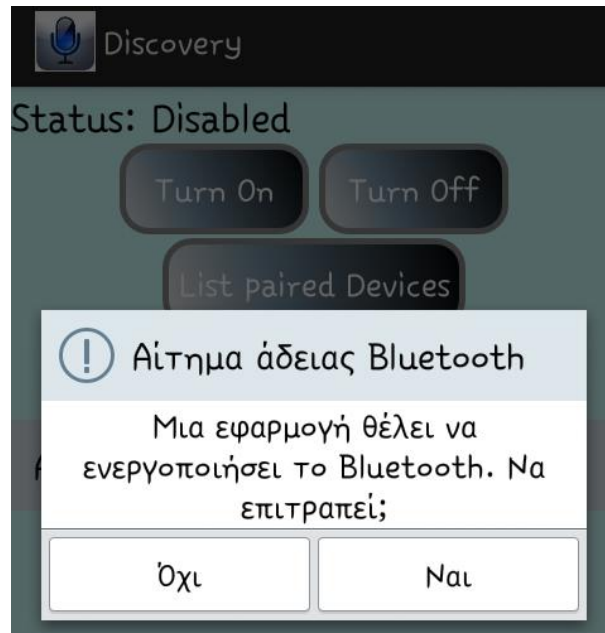 Discovery
Status: Disabled
Turn On Turn Off
List paired Devices
Αίτημα άδειας Bluetooth
Μια εφαρμογή θέλει να
ενεργοποιήσει το Bluetooth. Να
επιτραπεί;
Όχι Ναι